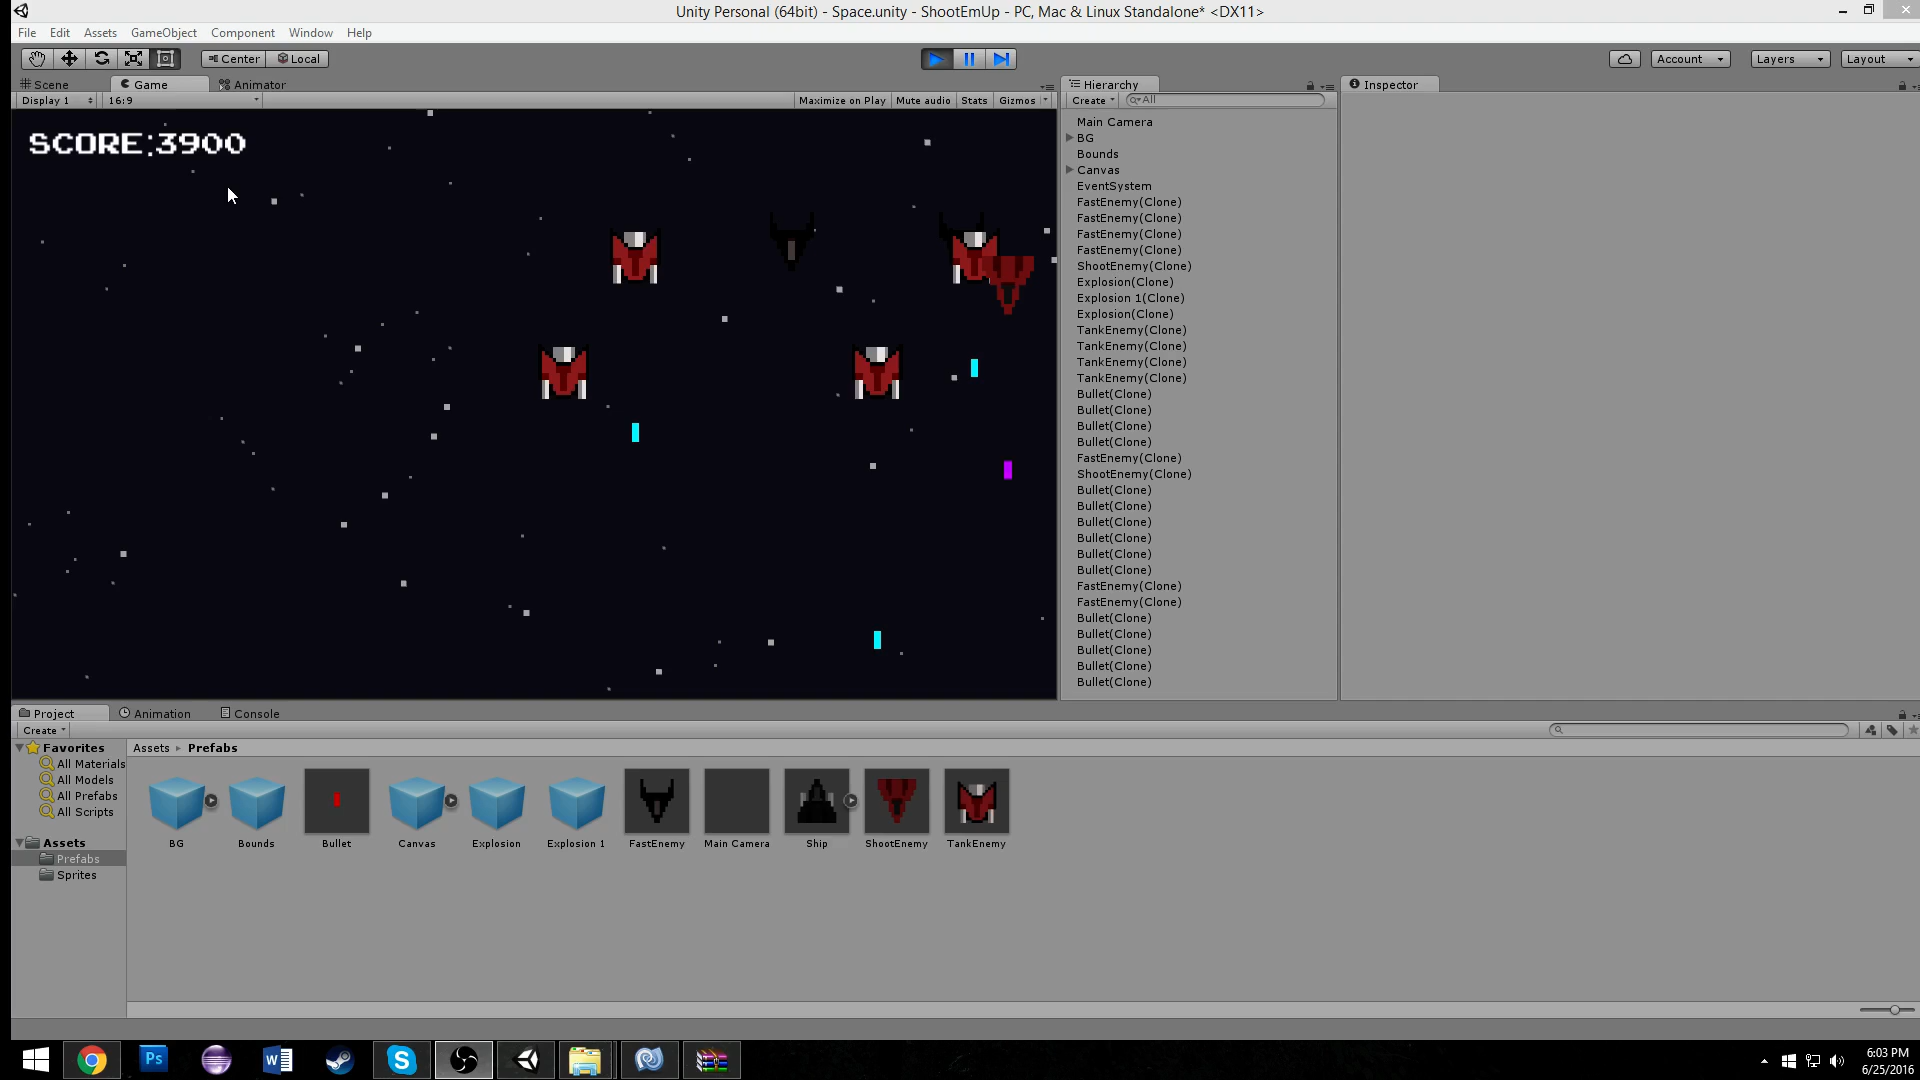 Unity Personal (64bit) - Space.unity - ShootEmUp - PC, Mac & Linux Standalone* <DX11>
File Edit Assets GameObject Component Window Help
Center Local Account Layers Layout
Scene Game Animator
Display 1 16:9 Maximize on Play Mute audio Stats Gizmos
SCORE:3900
Hierarchy
Create All
Main Camera
BG
Bounds
Canvas
EventSystem
FastEnemy(Clone)
FastEnemy(Clone)
FastEnemy(Clone)
FastEnemy(Clone)
ShootEnemy(Clone)
Explosion(Clone)
Explosion 1(Clone)
Explosion(Clone)
TankEnemy(Clone)
TankEnemy(Clone)
TankEnemy(Clone)
TankEnemy(Clone)
Bullet(Clone)
Bullet(Clone)
Bullet(Clone)
Bullet(Clone)
FastEnemy(Clone)
ShootEnemy(Clone)
Bullet(Clone)
Bullet(Clone)
Bullet(Clone)
Bullet(Clone)
Bullet(Clone)
Bullet(Clone)
FastEnemy(Clone)
FastEnemy(Clone)
Bullet(Clone)
Bullet(Clone)
Bullet(Clone)
Bullet(Clone)
Bullet(Clone)
Inspector
Project Animation Console
Create
Favorites
All Materials
All Models
All Prefabs
All Scripts
Assets
Prefabs
Sprites
Assets Prefabs
BG Bounds Bullet Canvas Explosion Explosion 1 FastEnemy Main Camera Ship ShootEnemy TankEnemy
Ps
6:03 PM
6/25/2016